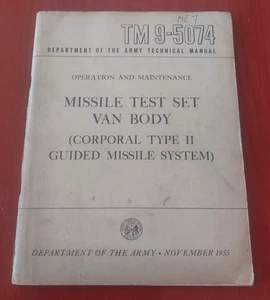 TM 9-5074
DEPARTMENT OF THE ARMY TECHNICAL MANUAL
OPERATION AND MAINTENANCE
MISSILE TEST SET
VAN BODY
(CORPORAL TYPE II
GUIDED MISSILE SYSTEM)
DEPARTMENT OF THE ARMY • NOVEMBER 1955